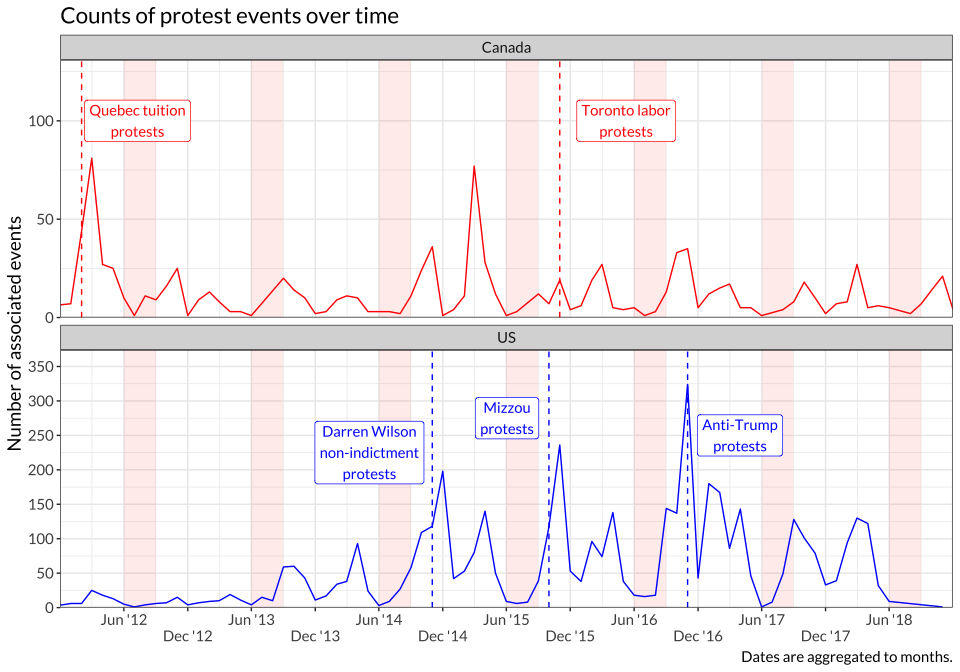 Counts of protest events over time
Canada
Number of associated events
100
50
0
Quebec tuition
protests
Toronto labor
protests
US
350
300
250
200
150
100
50
0
Darren Wilson
non-indictment
protests
Mizzou
protests
Anti-Trump
protests
Jun '12
Dec '12
Jun '13
Dec '13
Jun '14
Dec '14
Jun '15
Dec '15
Jun '16
Dec '16
Jun '17
Dec '17
Jun '18
Dates are aggregated to months.